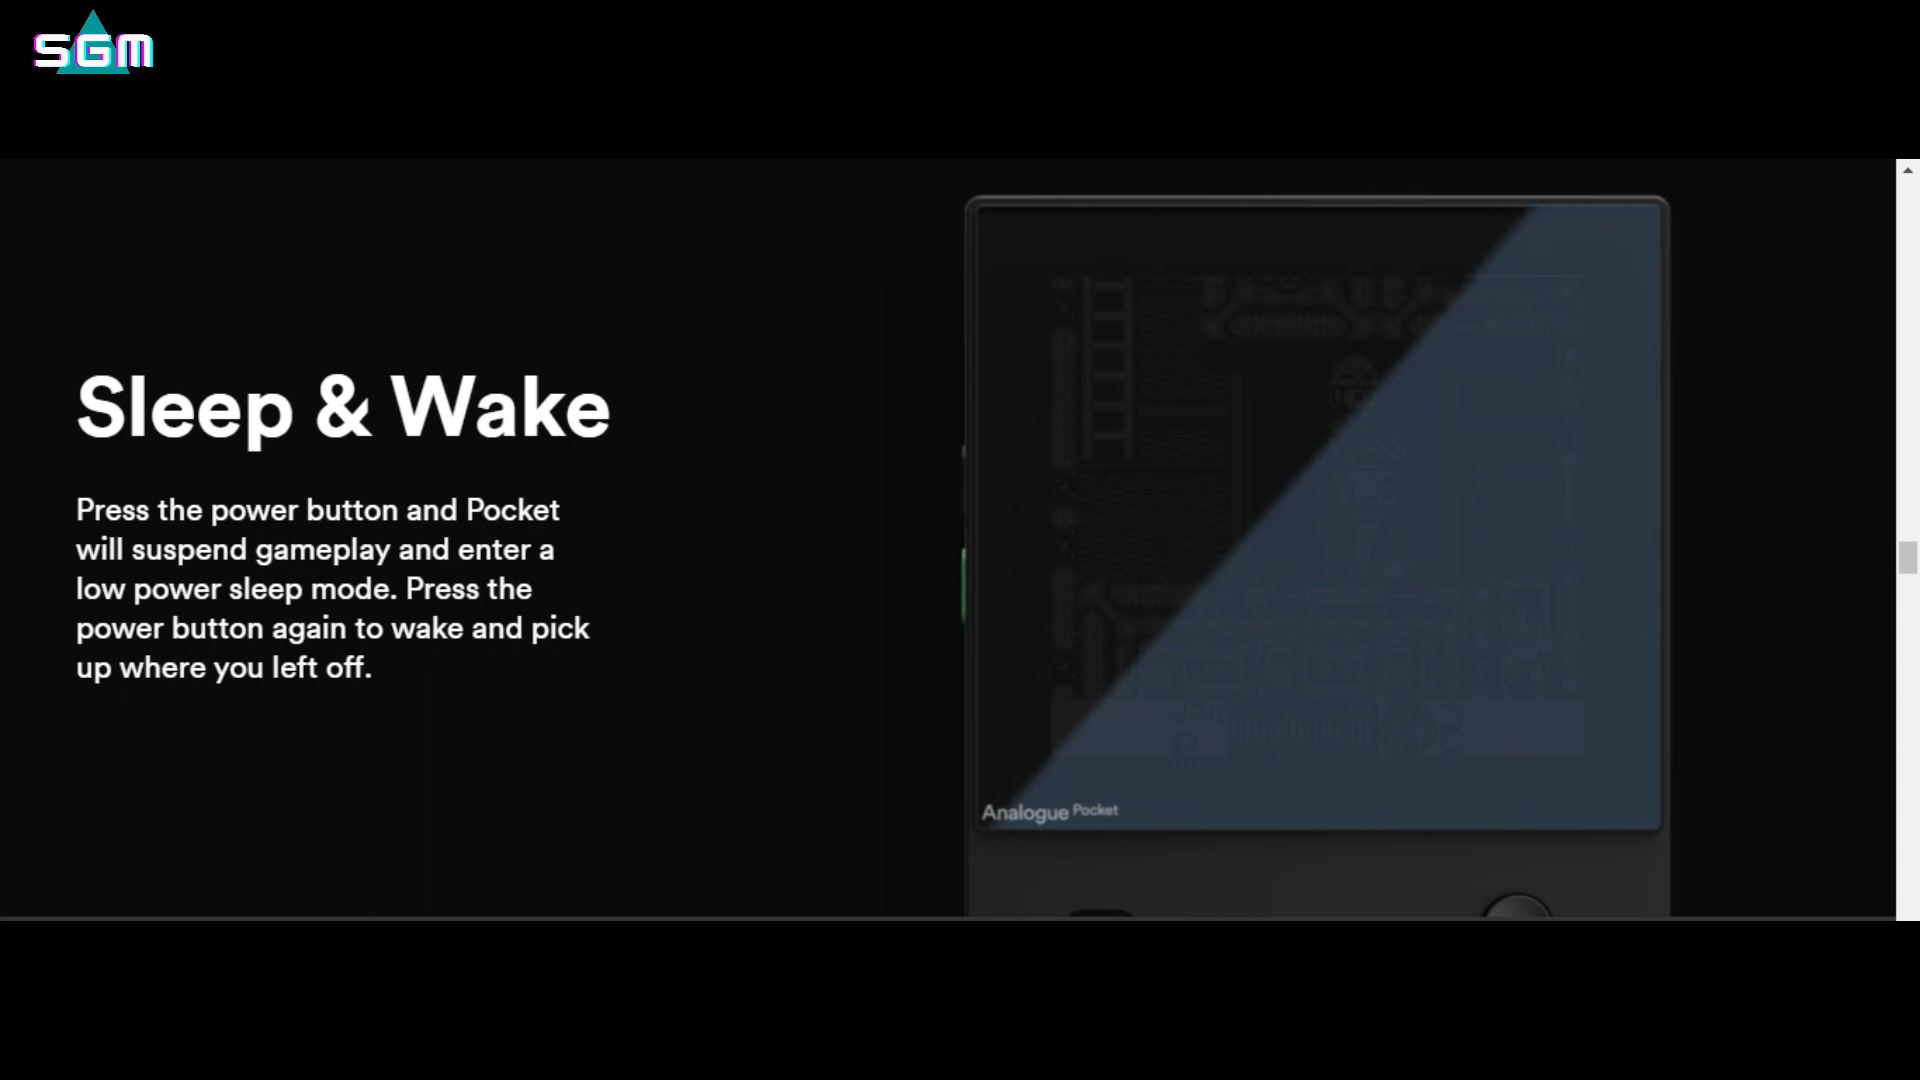 SGM
Sleep & Wake
Press the power button and Pocket
will suspend gameplay and enter a
low power sleep mode. Press the
power button again to wake and pick
up where you left off.
Analogue Pocket